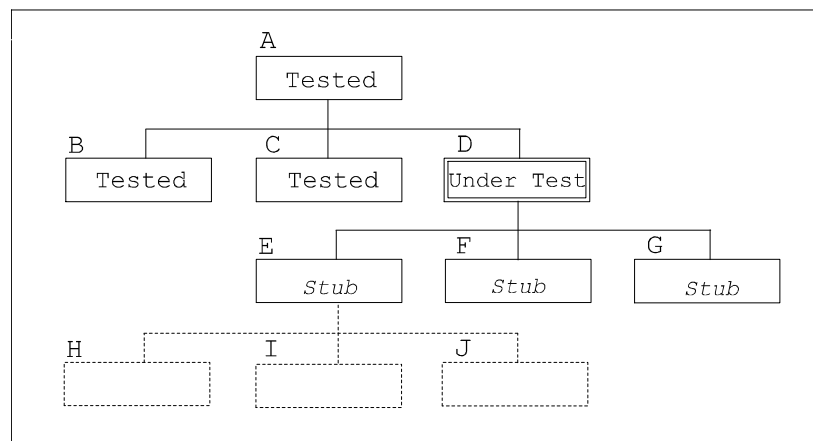 A
Tested
B C D
Tested Tested Under Test
E F G
Stub Stub Stub
H I J